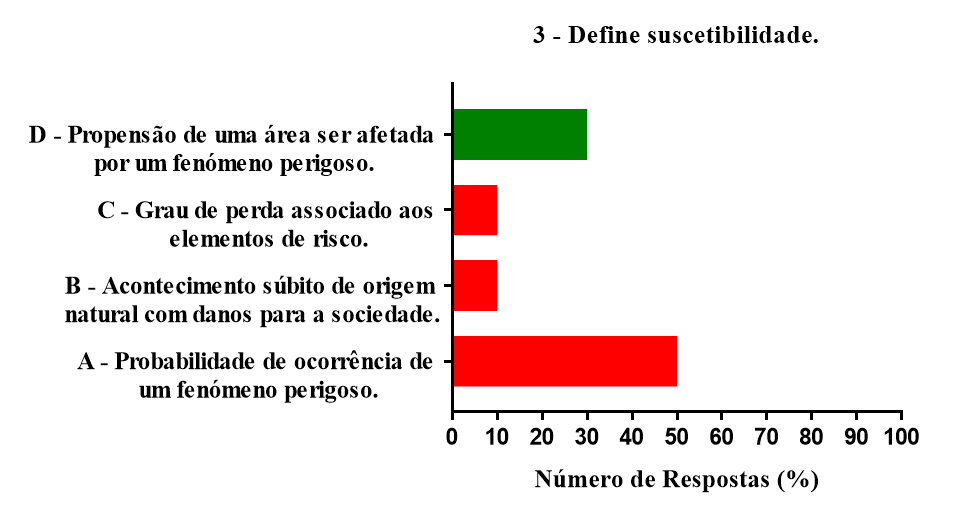 3 - Define suscetibilidade.
D - Propensão de uma área ser afetada
por um fenómeno perigoso.
C - Grau de perda associado aos
elementos de risco.
B - Acontecimento súbito de origem
natural com danos para a sociedade.
A - Probabilidade de ocorrência de
um fenómeno perigoso.
0 10 20 30 40 50 60 70 80 90 100
Número de Respostas (%)